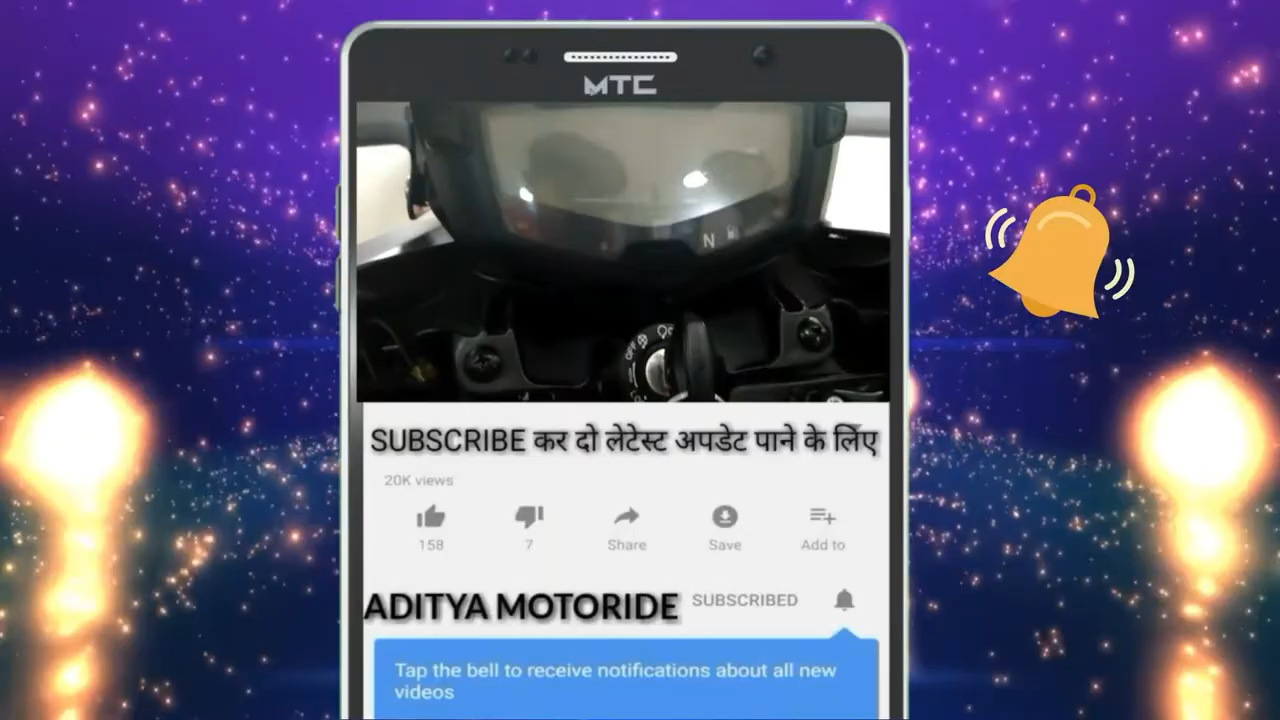 MTC
N
OFF
SUBSCRIBE कर दो लेटेस्ट अपडेट पाने के लिए
20K views
158
7
Share
Save
Add to
ADITYA MOTORIDE
SUBSCRIBED
Tap the bell to receive notifications about all new
videos